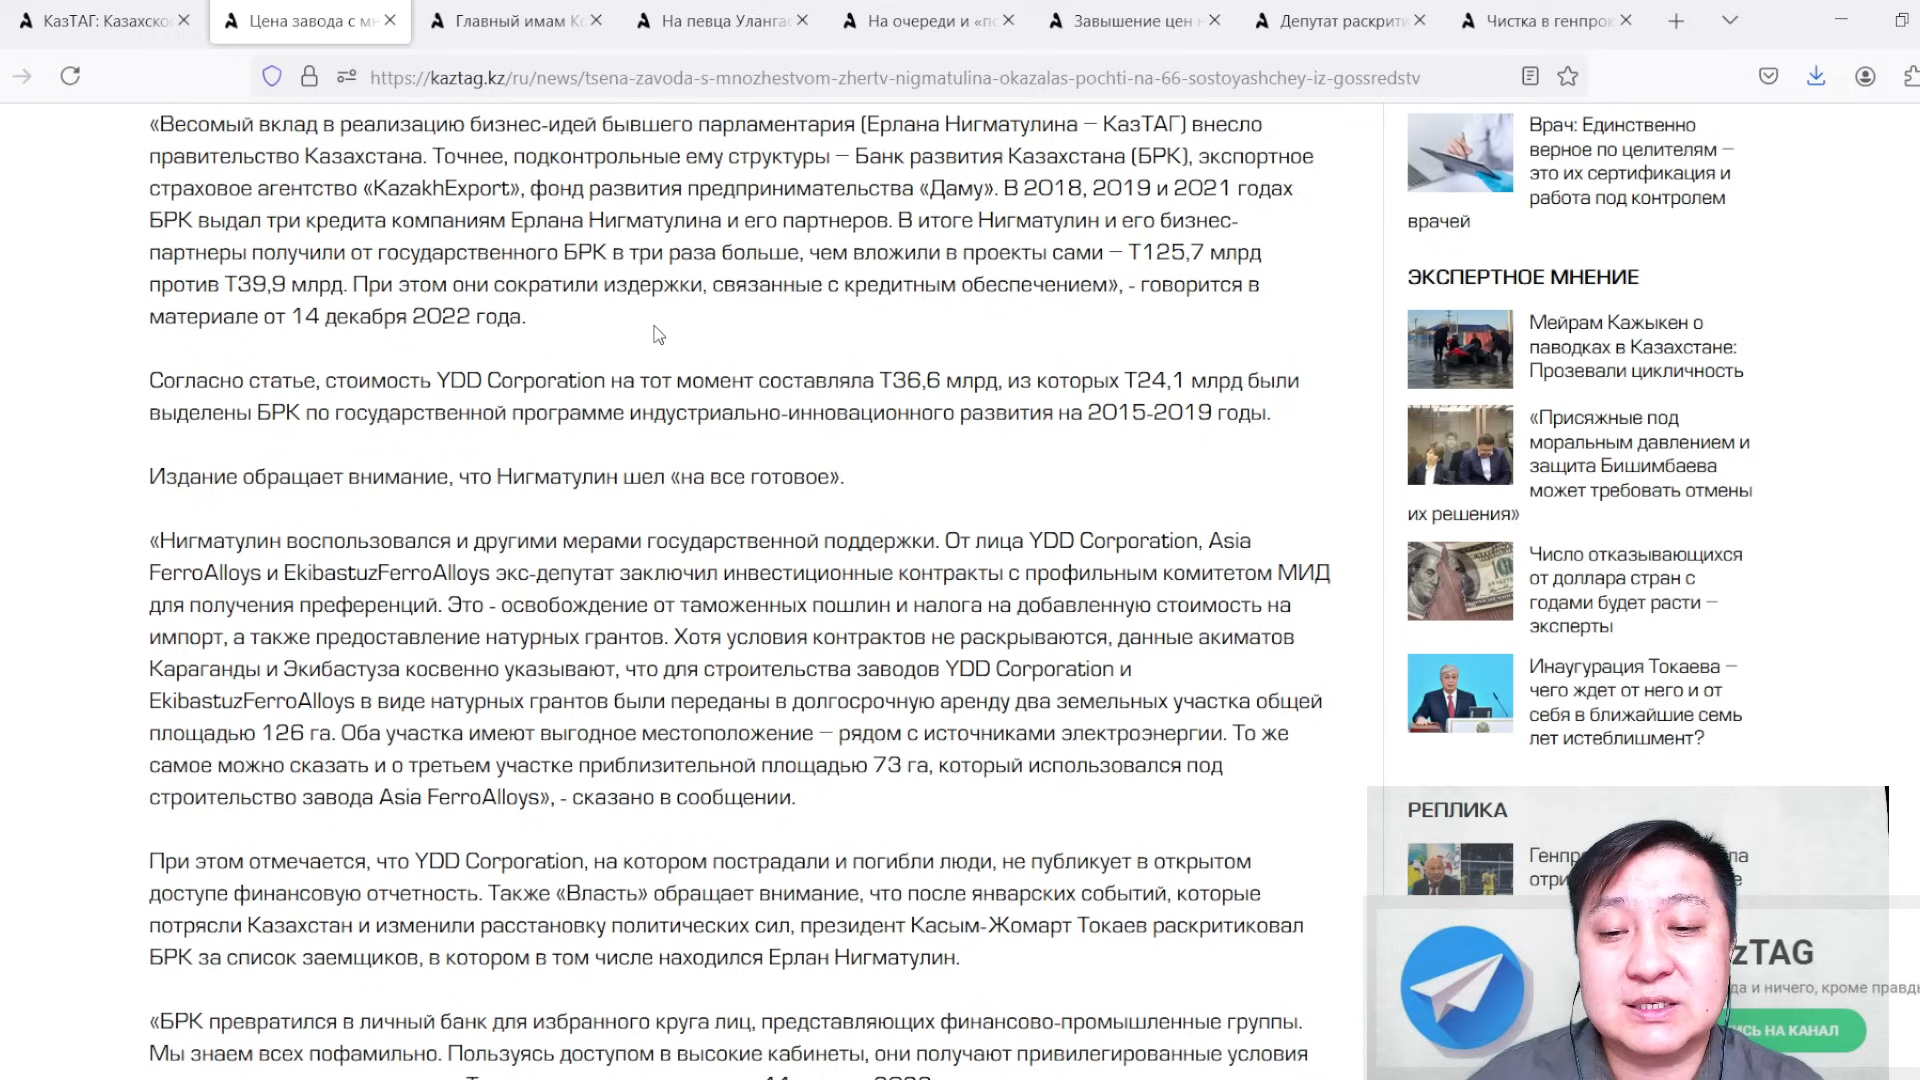 КазТАГ: Казахско
Цена завода с мн
Главный имам Ко
На певца Улангас
На очереди и «по
Завышение цен н
Депутат раскрити
Чистка в генпрок
https://kaztag.kz/ru/news/tsena-zavoda-s-mnozhestvom-zhertv-nigmatulina-okazalas-pochti-na-66-sostoyashchey-iz-gossredstv
«Весомый вклад в реализацию бизнес-идей бывшего парламентария (Ерлана Нигматулина – КазТАГ) внесло
правительство Казахстана. Точнее, подконтрольные ему структуры – Банк развития Казахстана (БРК), экспортное
страховое агентство «KazakhExport», фонд развития предпринимательства «Даму». В 2018, 2019 и 2021 годах
БРК выдал три кредита компаниям Ерлана Нигматулина и его партнеров. В итоге Нигматулин и его бизнес-
партнеры получили от государственного БРК в три раза больше, чем вложили в проекты сами – Т125,7 млрд
против Т39,9 млрд. При этом они сократили издержки, связанные с кредитным обеспечением», - говорится в
материале от 14 декабря 2022 года.
Согласно статье, стоимость YDD Corporation на тот момент составляла Т36,6 млрд, из которых Т24,1 млрд были
выделены БРК по государственной программе индустриально-инновационного развития на 2015-2019 годы.
Издание обращает внимание, что Нигматулин шел «на все готовое».
«Нигматулин воспользовался и другими мерами государственной поддержки. От лица YDD Corporation, Asia
FerroAlloys и EkibastuzFerroAlloys экс-депутат заключил инвестиционные контракты с профильным комитетом МИД
для получения преференций. Это - освобождение от таможенных пошлин и налога на добавленную стоимость на
импорт, а также предоставление натурных грантов. Хотя условия контрактов не раскрываются, данные акиматов
Караганды и Экибастуза косвенно указывают, что для строительства заводов YDD Corporation и
EkibastuzFerroAlloys в виде натурных грантов были переданы в долгосрочную аренду два земельных участка общей
площадью 126 га. Оба участка имеют выгодное местоположение – рядом с источниками электроэнергии. То же
самое можно сказать и о третьем участке приблизительной площадью 73 га, который использовался под
строительство завода Asia FerroAlloys», - сказано в сообщении.
При этом отмечается, что YDD Corporation, на котором пострадали и погибли люди, не публикует в открытом
доступе финансовую отчетность. Также «Власть» обращает внимание, что после январских событий, которые
потрясли Казахстан и изменили расстановку политических сил, президент Касым-Жомарт Токаев раскритиковал
БРК за список заемщиков, в котором в том числе находился Ерлан Нигматулин.
«БРК превратился в личный банк для избранного круга лиц, представляющих финансово-промышленные группы.
Мы знаем всех пофамильно. Пользуясь доступом в высокие кабинеты, они получают привилегированные условия
Врач: Единственно
верное по целителям –
это их сертификация и
работа под контролем
врачей
ЭКСПЕРТНОЕ МНЕНИЕ
Мейрам Кажыкен о
паводках в Казахстане:
Прозевали цикличность
«Присяжные под
моральным давлением и
защита Бишимбаева
может требовать отмены
их решения»
Число отказывающихся
от доллара стран с
годами будет расти –
эксперты
Инаугурация Токаева –
чего ждет от него и от
себя в ближайшие семь
лет истеблишмент?
РЕПЛИКА
Генпр ла
отри е
zTAG
да и ничего, кроме правды
ИСЬ НА КАНАЛ